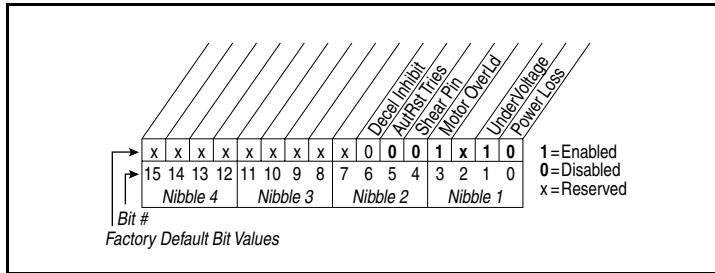 Decel Inhibit
AutRst Tries
Shear Pin
Motor OverLd
UnderVoltage
Power Loss
x x x x x x x x x 0 0 0 1 x 1 0
15 14 13 12 11 10 9 8 7 6 5 4 3 2 1 0
Nibble 4 Nibble 3 Nibble 2 Nibble 1
1=Enabled
0=Disabled
x=Reserved
Bit #
Factory Default Bit Values